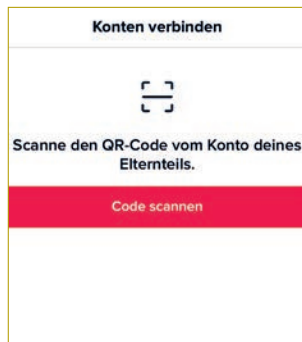 Konten verbinden
Scanne den QR-Code vom Konto deines
Elternteils.
Code scannen